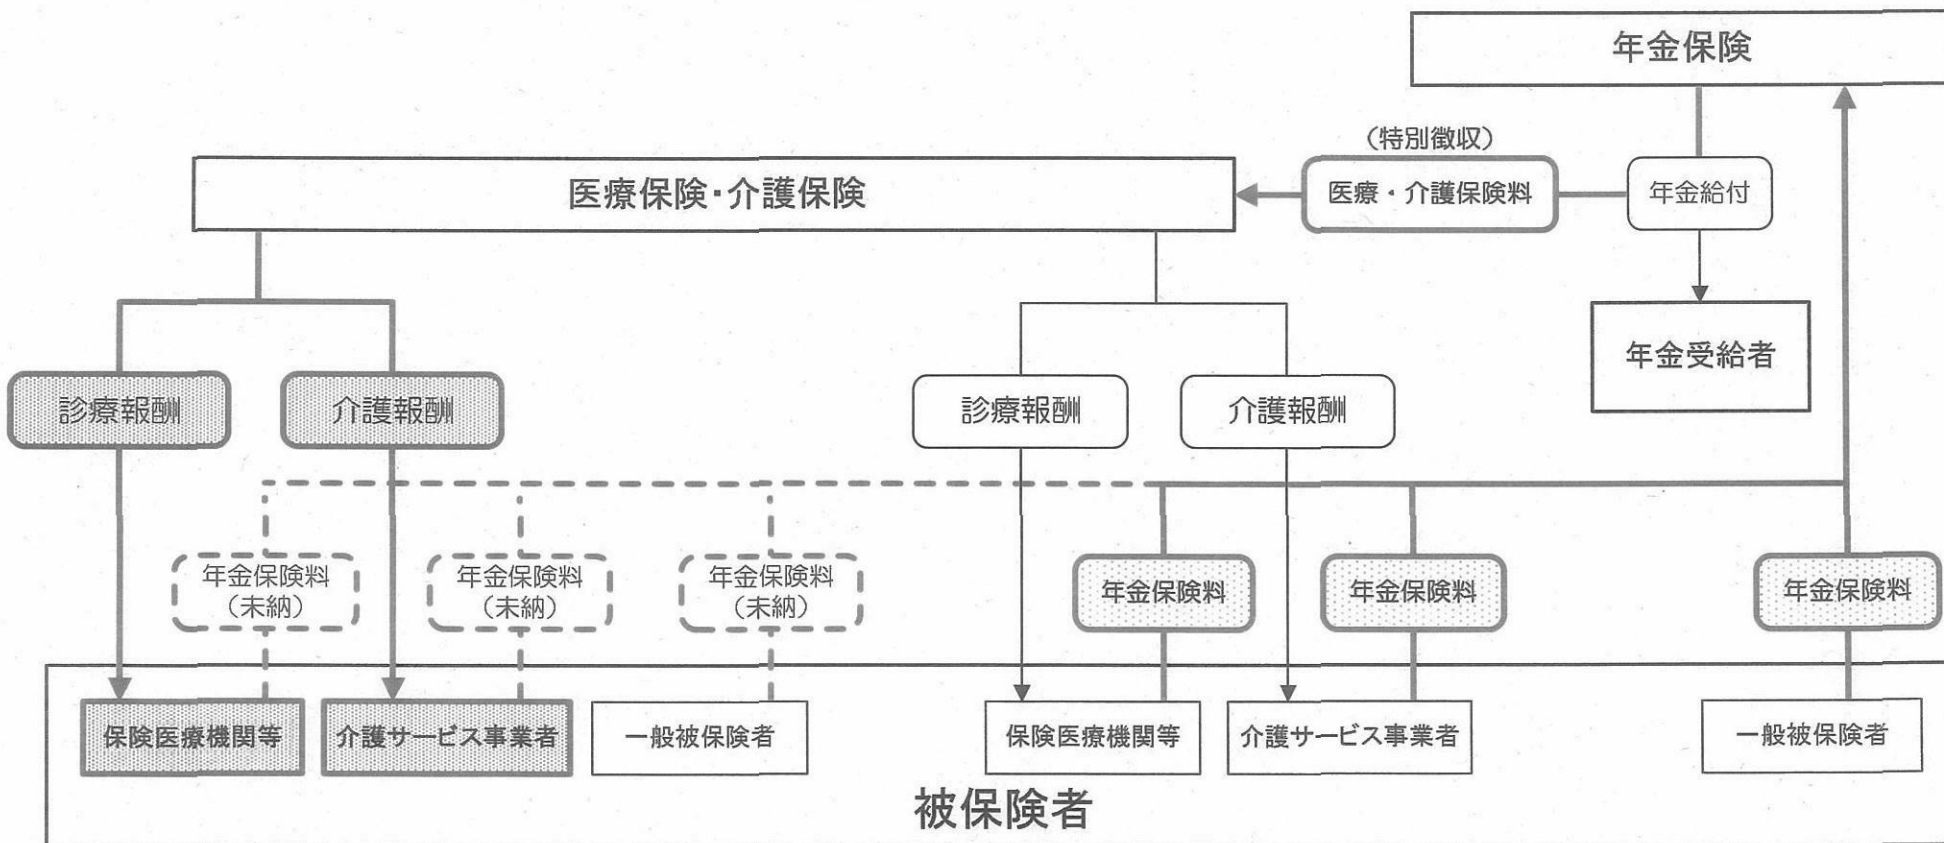 年金保険
(特別徴収)
医療保険・介護保険
医療・介護保険料
年金給付
年金受給者
診療報酬
介護報酬
診療報酬
介護報酬
年金保険料
(未納)
年金保険料
(未納)
年金保険料
(未納)
年金保険料
年金保険料
年金保険料
保険医療機関等
介護サービス事業者
一般被保険者
保険医療機関等
介護サービス事業者
一般被保険者
被保険者